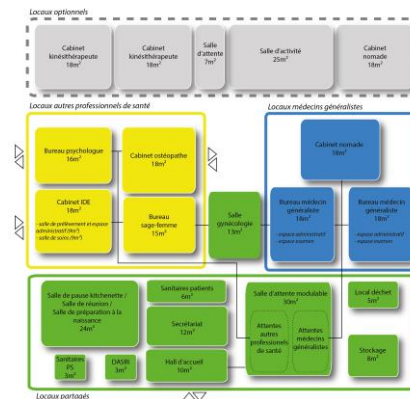 Locaux optionnels
Cabinet
kinésithérapeute
18m²
Cabinet
kinésithérapeute
18m²
Salle
d'attente
7m²
Salle d'activité
25m²
Cabinet
nomade
18m²
Locaux autres professionnels de santé
Locaux médecins généralistes
Bureau psychologue
16m²
Cabinet ostéopathe
18m²
Cabinet IDE
18m²
- salle de prélèvement et espace
administratif (9m²)
- salle de soins (9m²)
Bureau
sage-femme
15m²
Salle
gynécologie
13m²
Cabinet nomade
18m²
Bureau médecin
généraliste
18m²
- espace administratif
- espace examen
Bureau médecin
généraliste
18m²
- espace administratif
- espace examen
Salle de pause kitchenette /
Salle de réunion /
Salle de préparation à la
naissance
24m²
Sanitaires patients
6m²
Secrétariat
12m²
Hall d'accueil
10m²
Sanitaires
PS
3m²
DASRI
3m²
Salle d'attente modulable
30m²
Attentes
autres
professionnels
de santé
Attentes
médecins
généralistes
Local déchet
5m²
Stockage
8m²
Locaux partagés